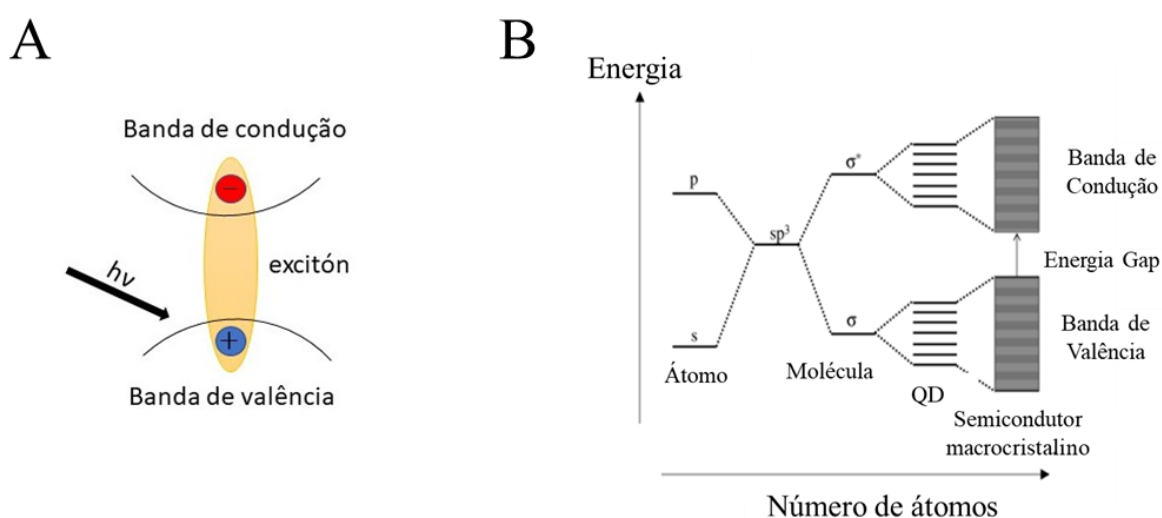 A
Banda de condução
−
excitón
hν
+
Banda de valência
B
Energia
p
sp³
s
Átomo
σ*
σ
Molécula
QD
Semicondutor
macrocristalino
Banda de
Condução
Energia Gap
Banda de
Valência
Número de átomos